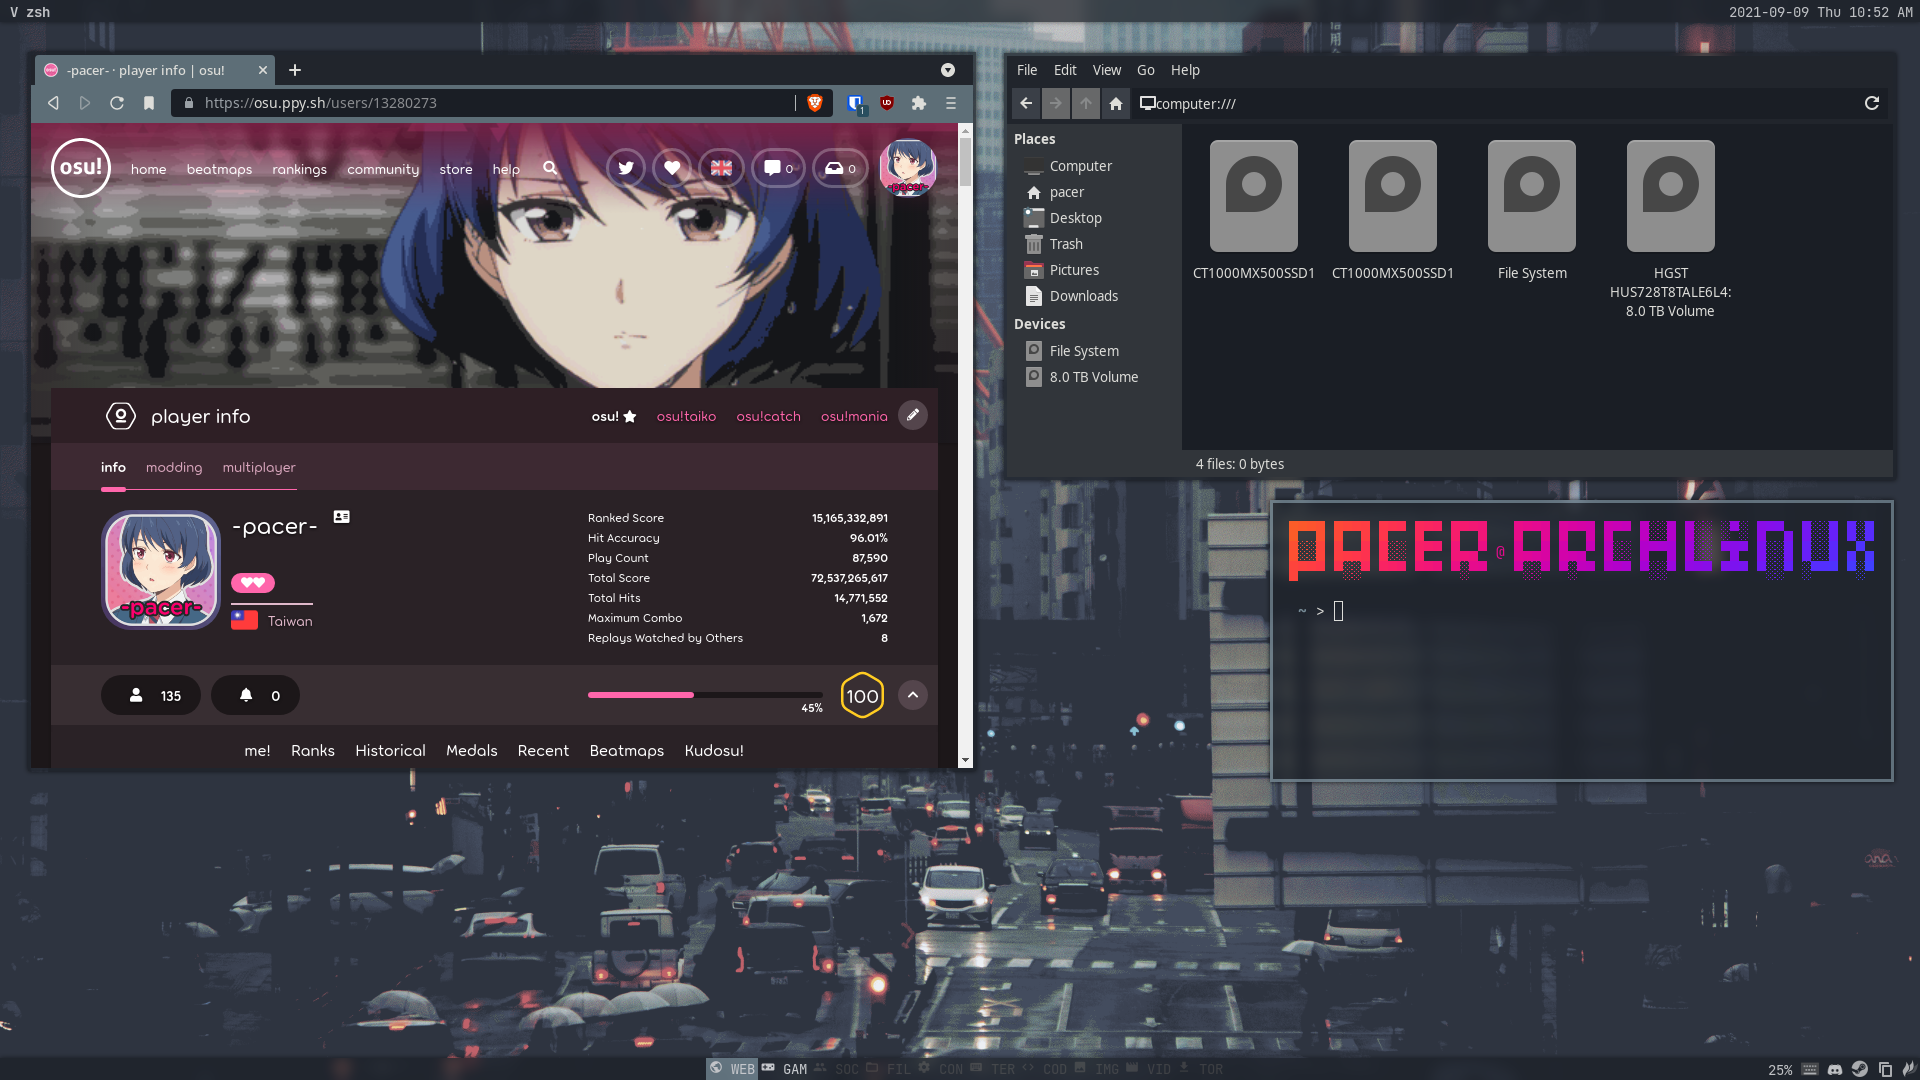 V zsh
2021-09-09 Thu 10:52 AM
-pacer- · player info | osu!
https://osu.ppy.sh/users/13280273
1
osu!
home beatmaps rankings community store help
0 0
-pacer-
player info
osu! osu!taiko osu!catch osu!mania
info modding multiplayer
-pacer-
-pacer-
Taiwan
Ranked Score 15,165,332,891
Hit Accuracy 96.01%
Play Count 87,590
Total Score 72,537,265,617
Total Hits 14,771,552
Maximum Combo 1,672
Replays Watched by Others 8
135 0
45%
100
me! Ranks Historical Medals Recent Beatmaps Kudosu!
File Edit View Go Help
computer:///
Places
Computer
pacer
Desktop
Trash
Pictures
Downloads
Devices
File System
8.0 TB Volume
CT1000MX500SSD1
CT1000MX500SSD1
File System
HGST
HUS728T8TALE6L4:
8.0 TB Volume
4 files: 0 bytes
PACER@ARCHLiNUX
~ >
WEB GAM SOC FIL CON TER COD IMG VID TOR
25%